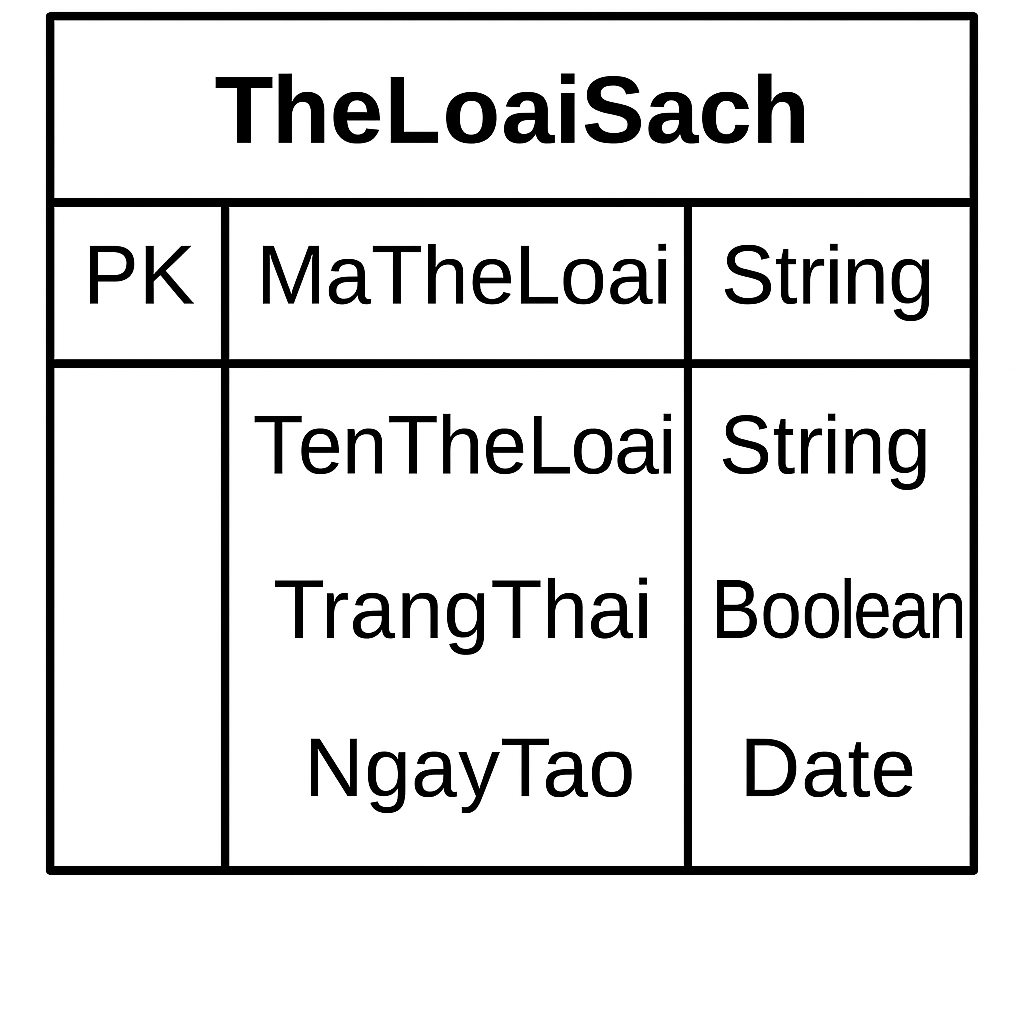 TheLoaiSach
PK MaTheLoai String
TenTheLoai String
TrangThai Boolean
NgayTao Date